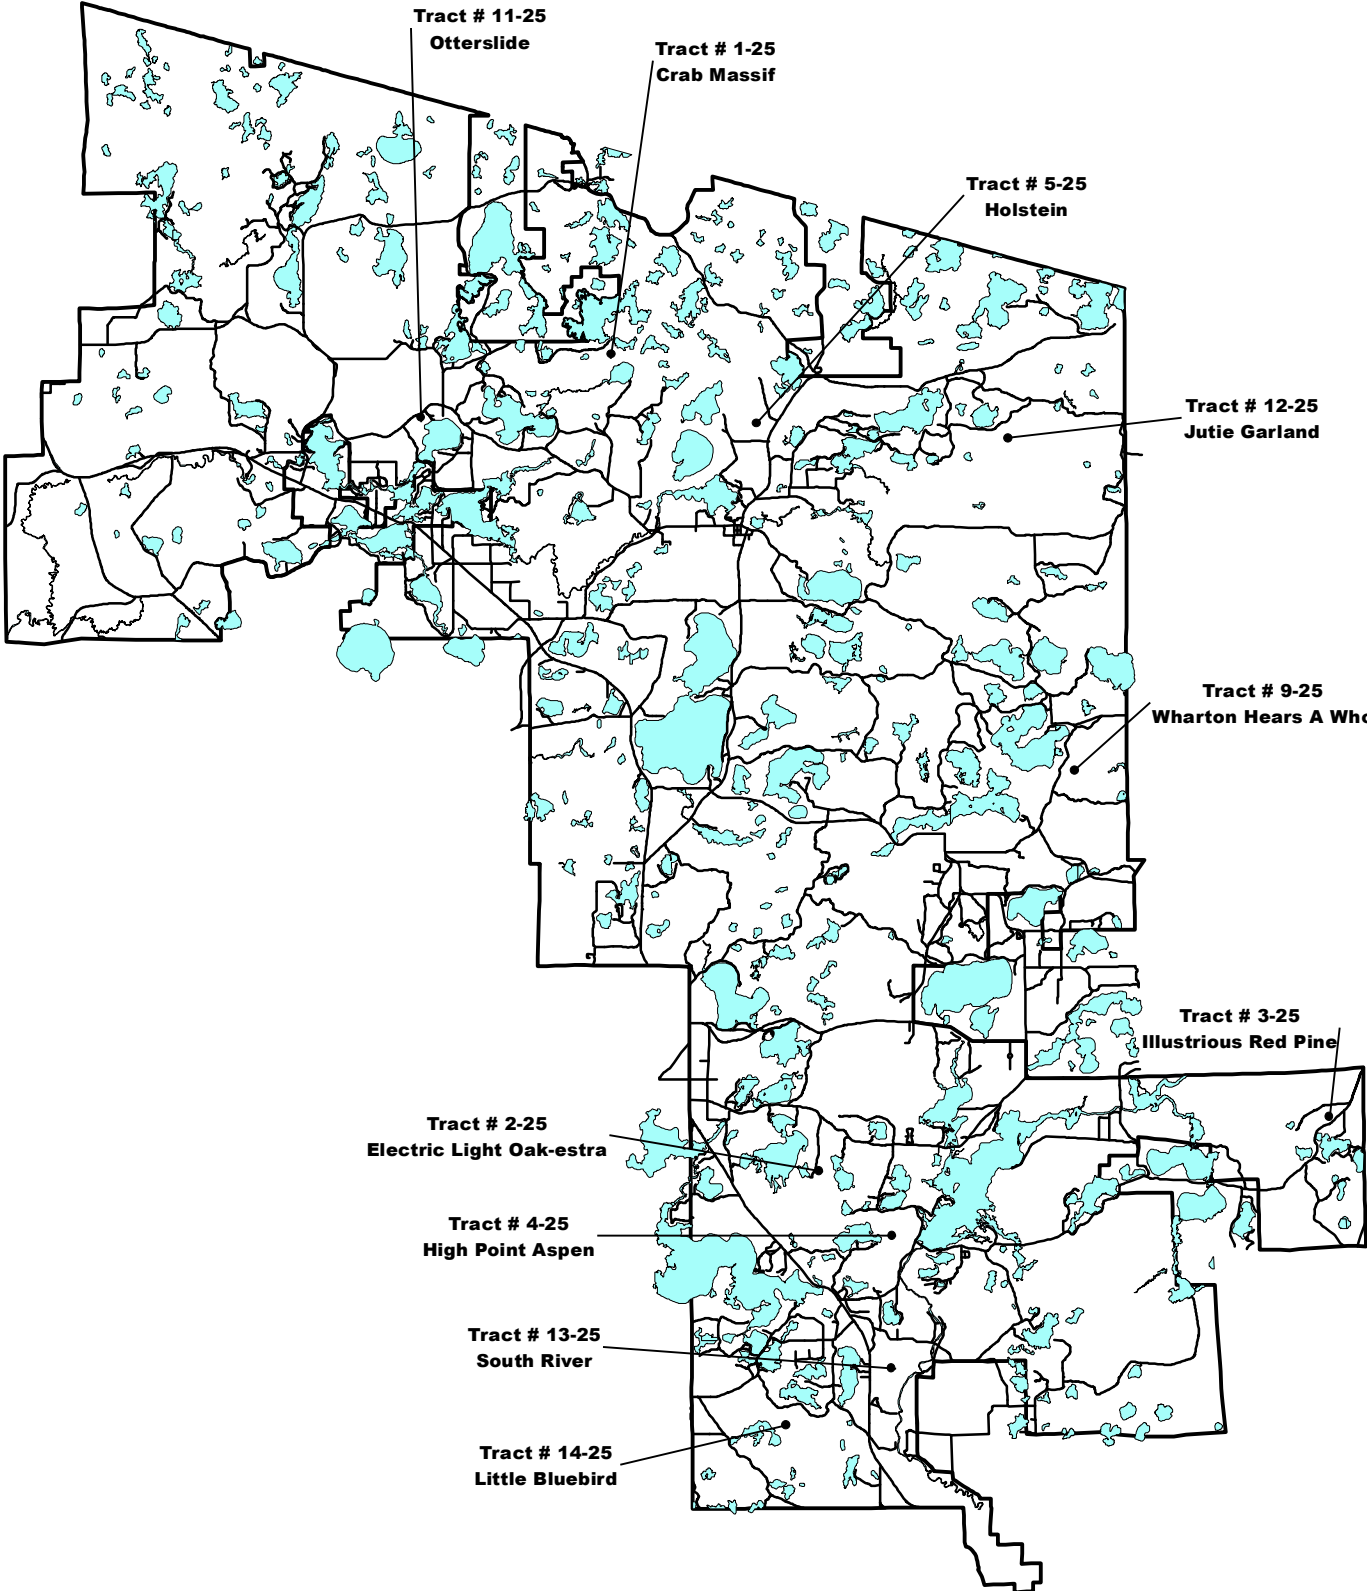 Tract # 11-25
Otterslide
Tract # 1-25
Crab Massif
Tract # 5-25
Holstein
Tract # 12-25
Jutie Garland
Tract # 9-25
Wharton Hears A Who
Tract # 3-25
Illustrious Red Pine
Tract # 2-25
Electric Light Oak-estra
Tract # 4-25
High Point Aspen
Tract # 13-25
South River
Tract # 14-25
Little Bluebird